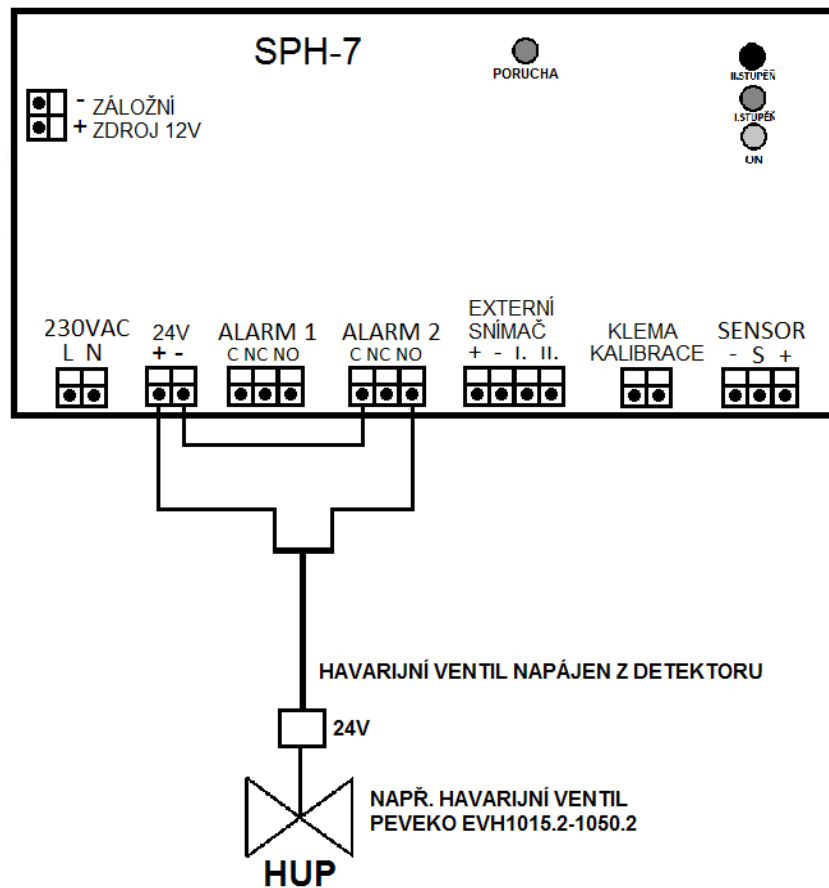 SPH-7
PORUCHA
II.STUPĚŇ
I.STUPĚŇ
ON
- ZÁLOŽNÍ
+ ZDROJ 12V
230VAC
L N
24V
+ -
ALARM 1
C NC NO
ALARM 2
C NC NO
EXTERNÍ
SNÍMAČ
+ - I. II.
KLEMA
KALIBRACE
SENSOR
- S +
HAVARIJNÍ VENTIL NAPÁJEN Z DETEKTORU
24V
NAPŘ. HAVARIJNÍ VENTIL
PEVEKO EVH1015.2-1050.2
HUP